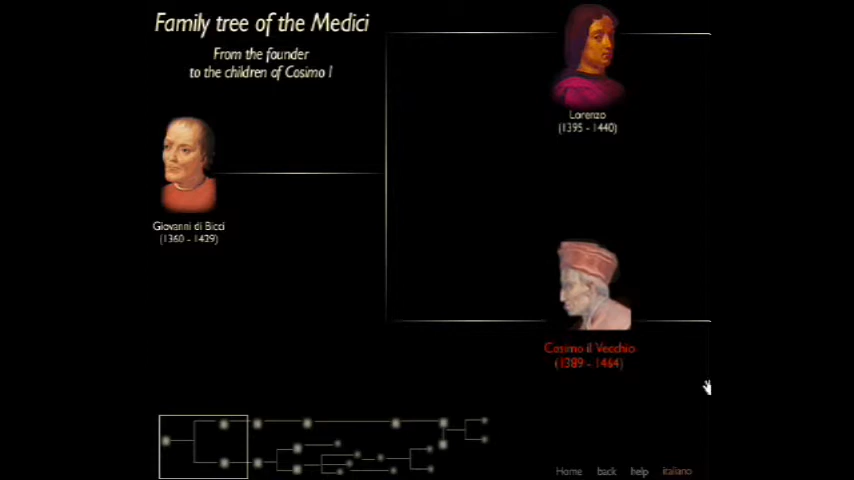 Family tree of the Medici
From the founder
to the children of Cosimo I
Lorenzo
(1395 - 1440)
Giovanni di Bicci
(1360 - 1429)
Cosimo il Vecchio
(1389 - 1464)
Home back help italiano